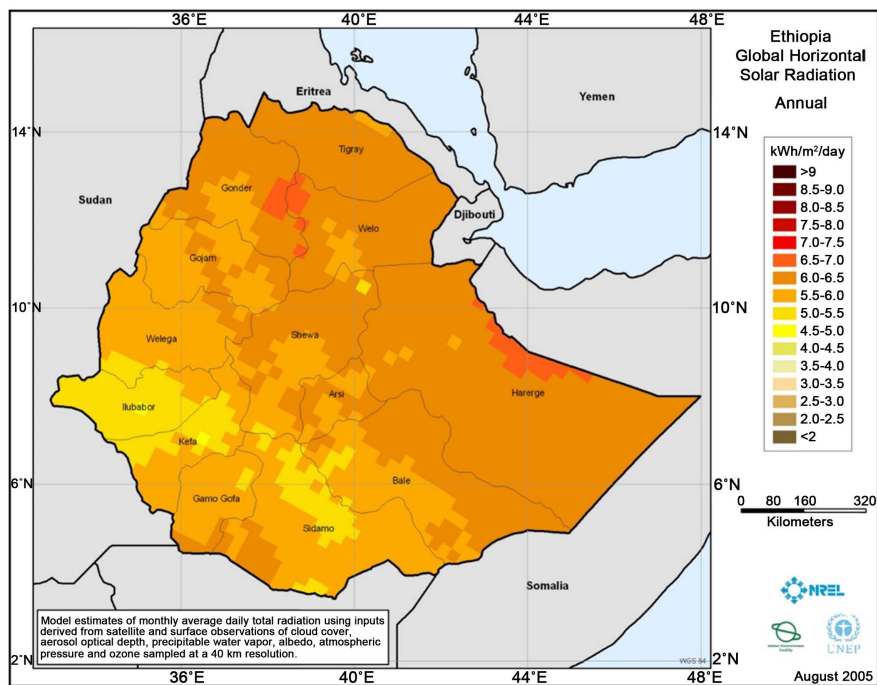 36˚E
40˚E
44˚E
48˚E
Ethiopia
Global Horizontal
Solar Radiation
Annual
Eritrea
Yemen
14˚N
14˚N
Tigray
kWh/m²/day
>9
8.5-9.0
8.0-8.5
7.5-8.0
7.0-7.5
6.5-7.0
6.0-6.5
5.5-6.0
5.0-5.5
4.5-5.0
4.0-4.5
3.5-4.0
3.0-3.5
2.5-3.0
2.0-2.5
<2
Sudan
Gonder
Djibouti
Welo
Gojam
10˚N
10˚N
Welega
Shewa
Ilubabor
Arsi
Harerge
Kefa
6˚N
6˚N
Bale
Gamo Gofa
Sidamo
0 80 160 320
Kilometers
Somalia
NREL
Model estimates of monthly average daily total radiation using inputs
derived from satellite and surface observations of cloud cover,
aerosol optical depth, precipitable water vapor, albedo, atmospheric
pressure and ozone sampled at a 40 km resolution.
Global Environment
Facility
UNEP
WGS 84
2˚N
2˚N
36˚E
40˚E
44˚E
48˚E
August 2005